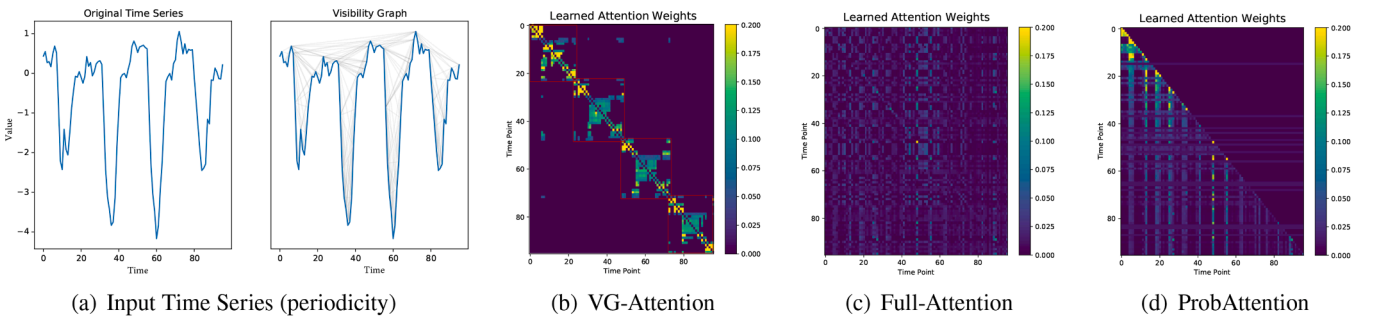 Original Time Series
Value
1
0
−1
−2
−3
−4
0 20 40 60 80
Time
Visibility Graph
0 20 40 60 80
Time
(a) Input Time Series (periodicity)
Learned Attention Weights
Time Point
0
20
40
60
80
0 20 40 60 80
Time Point
0.200
0.175
0.150
0.125
0.100
0.075
0.050
0.025
0.000
(b) VG-Attention
Learned Attention Weights
Time Point
0
20
40
60
80
0 20 40 60 80
Time Point
0.200
0.175
0.150
0.125
0.100
0.075
0.050
0.025
0.000
(c) Full-Attention
Learned Attention Weights
Time Point
0
20
40
60
80
0 20 40 60 80
Time Point
0.200
0.175
0.150
0.125
0.100
0.075
0.050
0.025
0.000
(d) ProbAttention